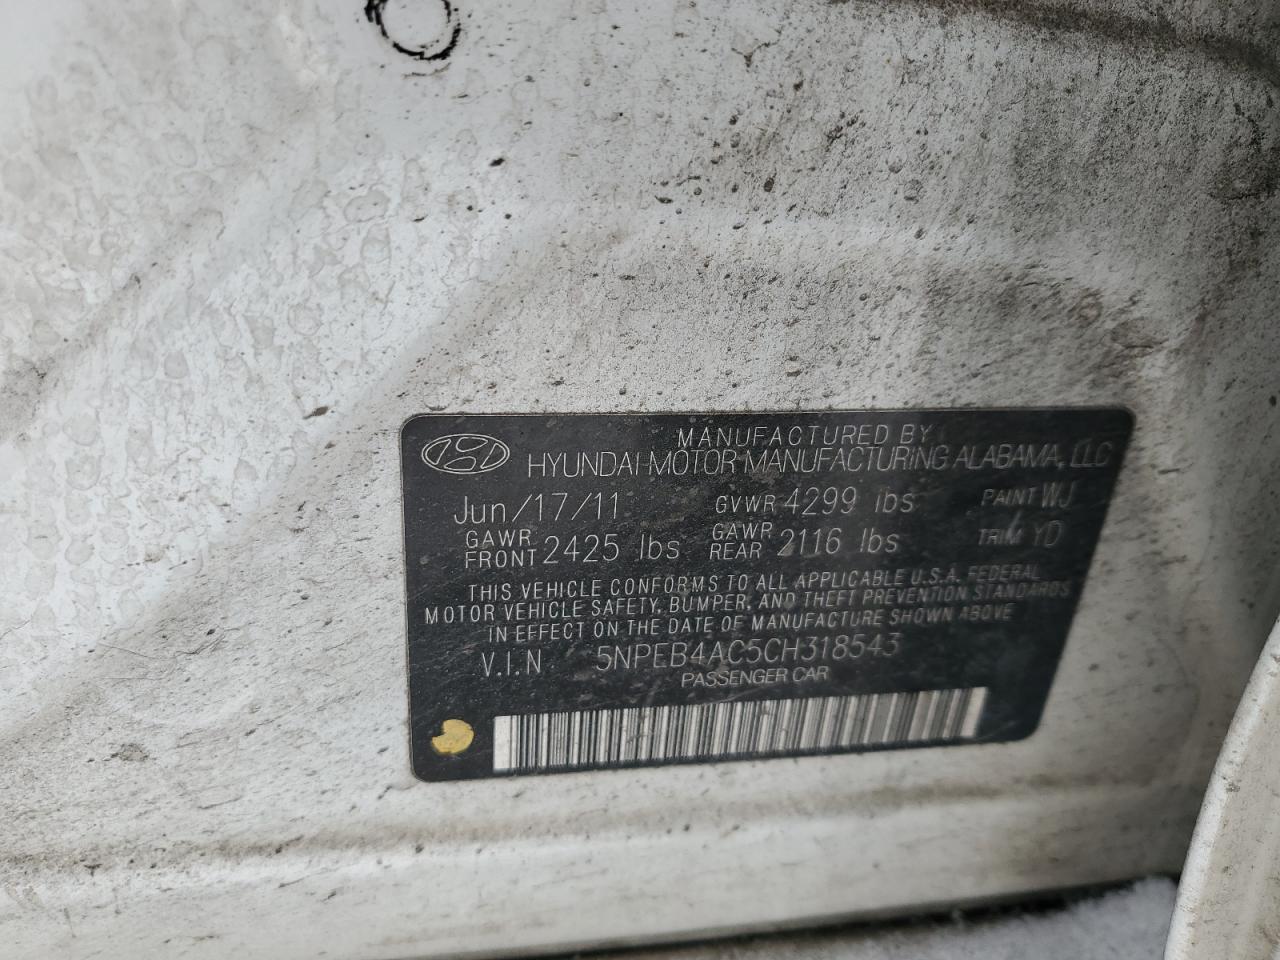 MANUFACTURED BY
HYUNDAI MOTOR MANUFACTURING ALABAMA, LLC
Jun/17/11 GVWR 4299 lbs PAINT WJ
GAWR FRONT 2425 lbs GAWR REAR 2116 lbs TRIM YD
THIS VEHICLE CONFORMS TO ALL APPLICABLE U.S.A. FEDERAL
MOTOR VEHICLE SAFETY, BUMPER, AND THEFT PREVENTION STANDARDS
IN EFFECT ON THE DATE OF MANUFACTURE SHOWN ABOVE
V.I.N 5NPEB4AC5CH318543
PASSENGER CAR